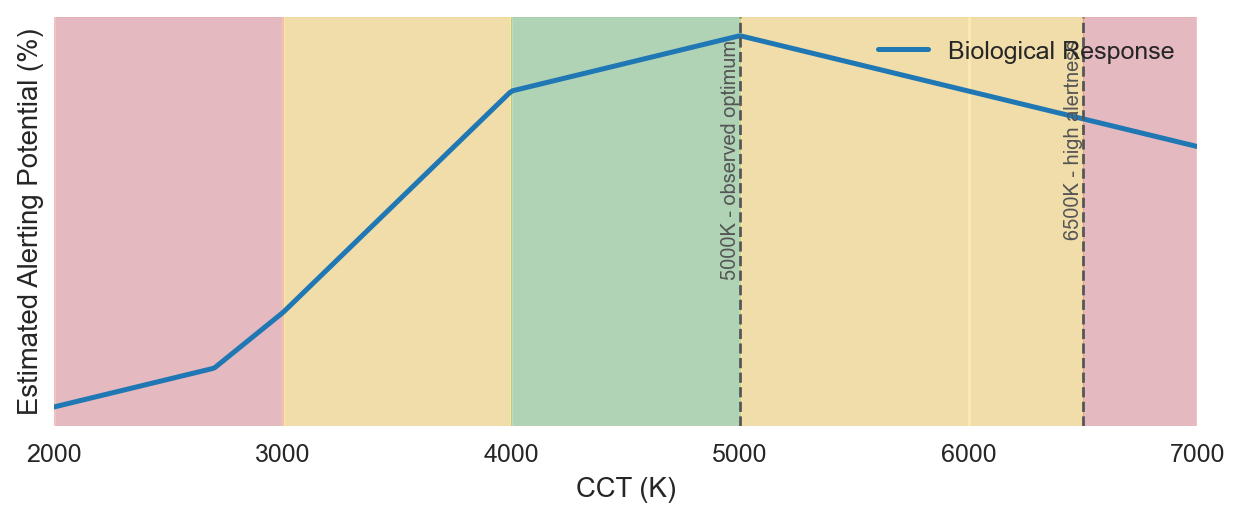 Estimated Alerting Potential (%)
Biological Response
5000K - observed optimum
6500K - high alertness
2000 3000 4000 5000 6000 7000
CCT (K)